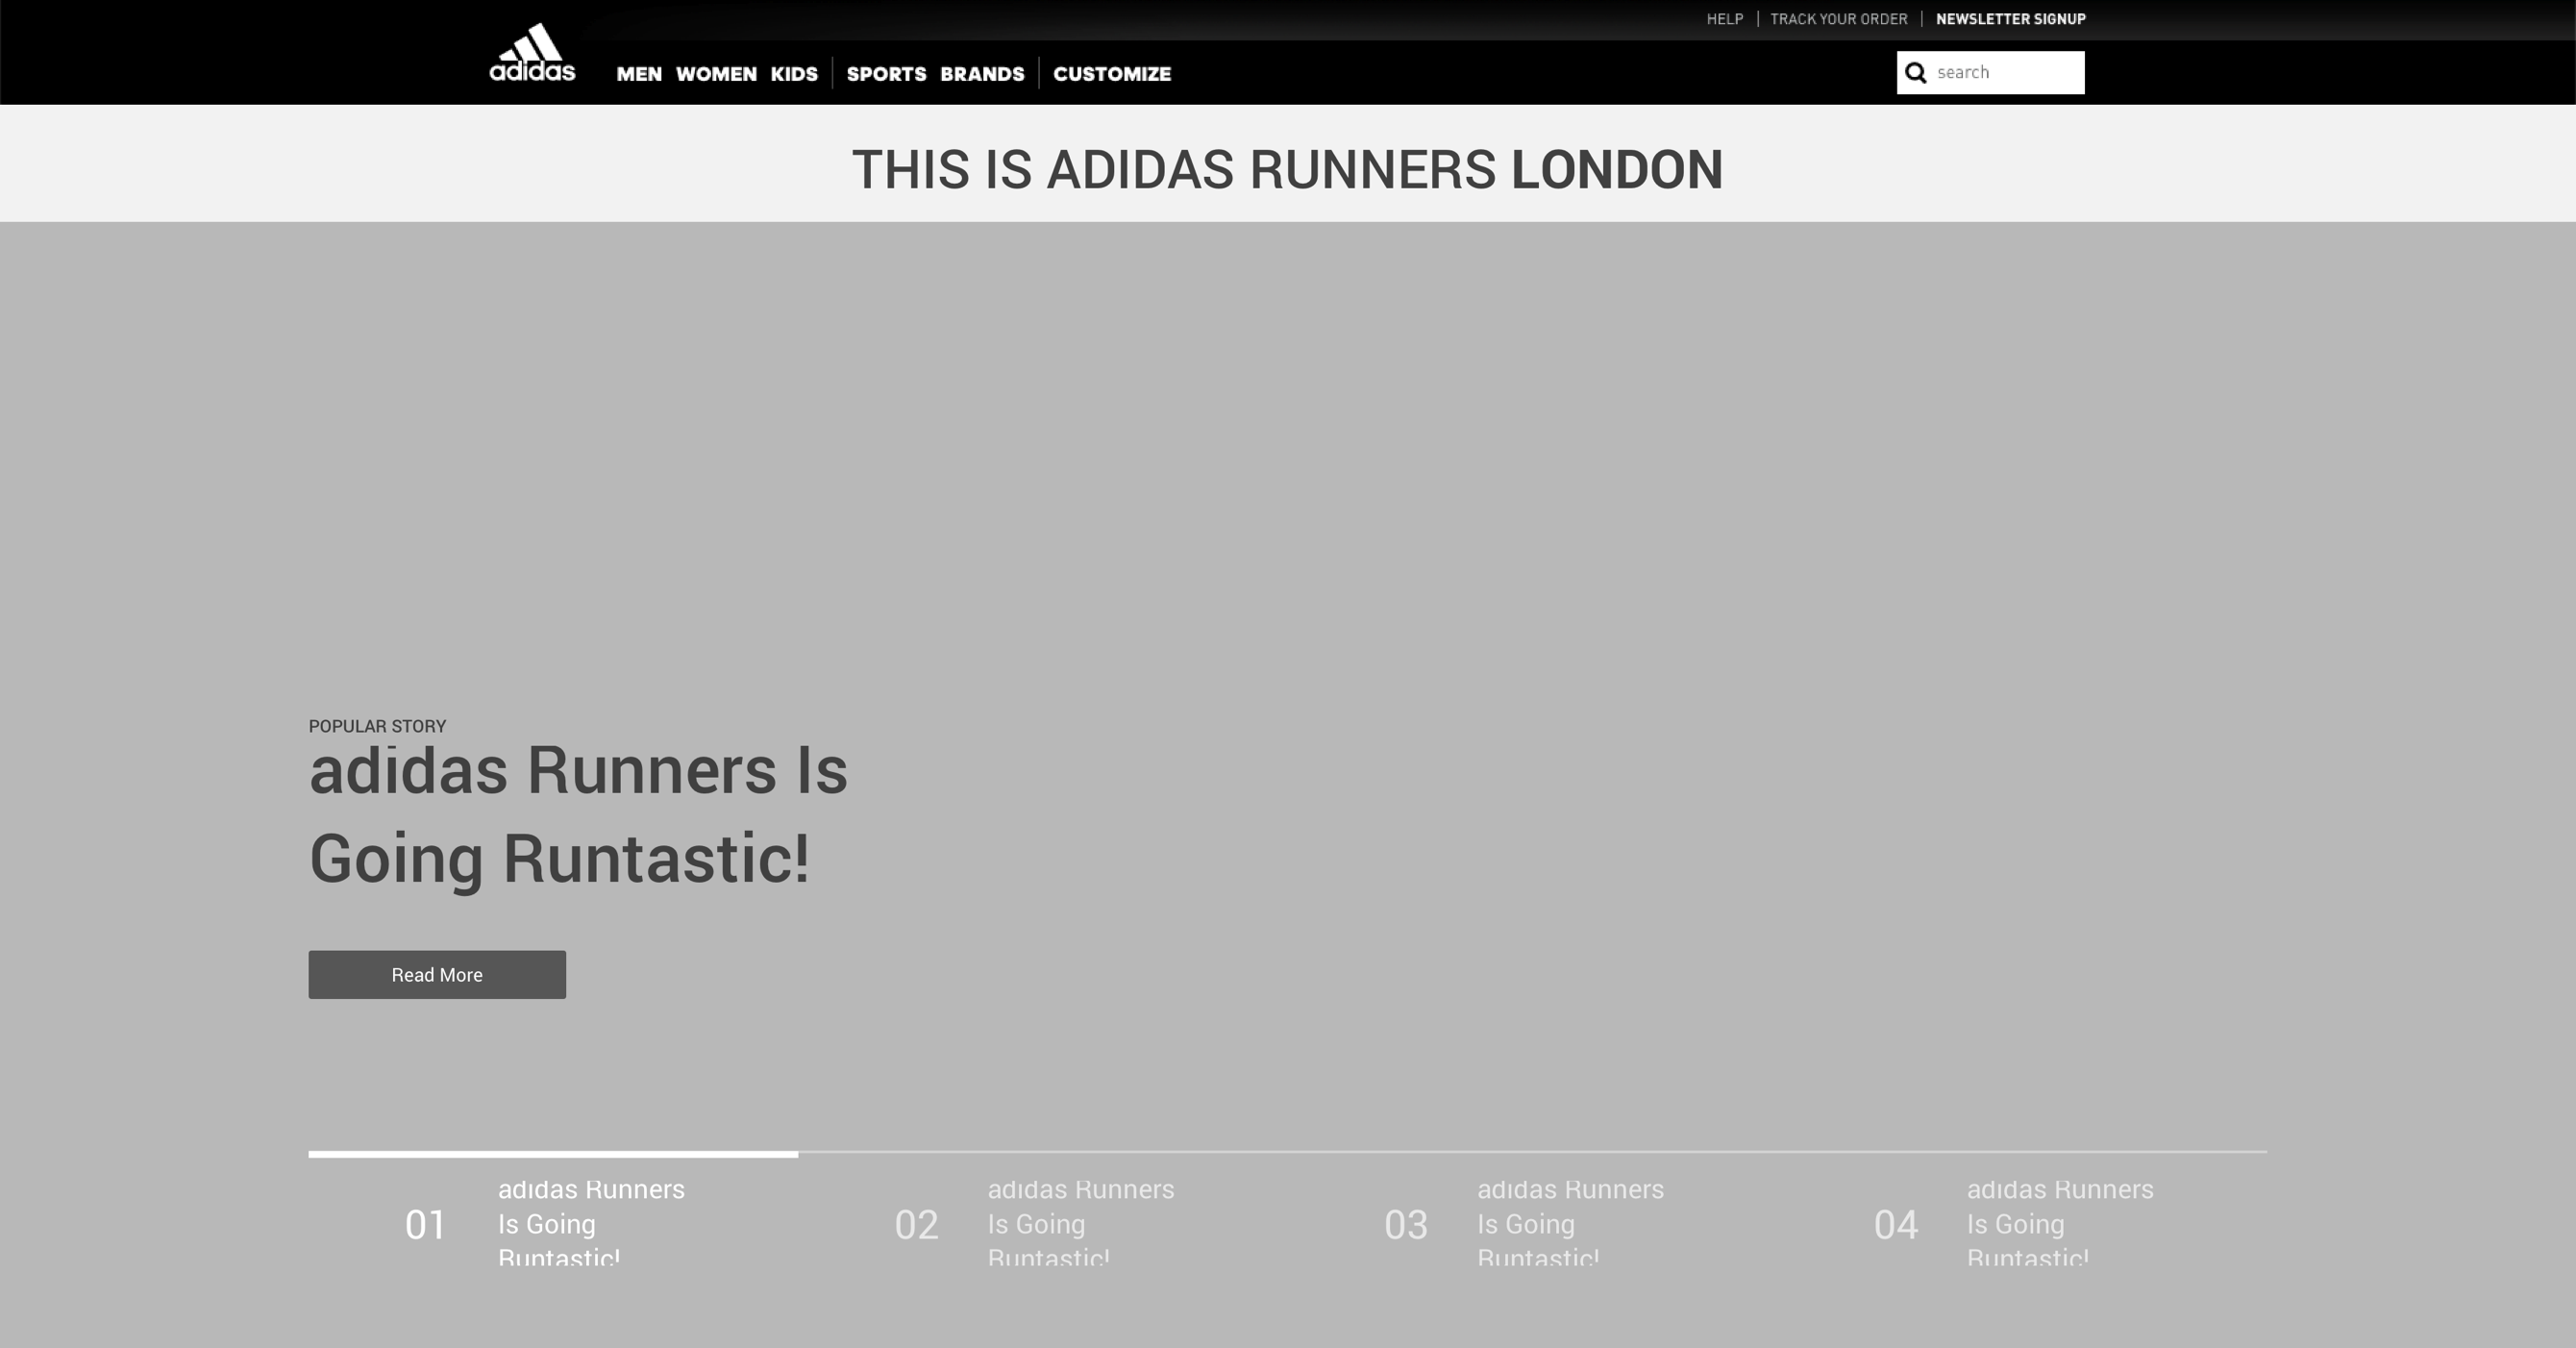 HELP | TRACK YOUR ORDER | NEWSLETTER SIGNUP
adidas
MEN WOMEN KIDS | SPORTS BRANDS | CUSTOMIZE
search
THIS IS ADIDAS RUNNERS LONDON
POPULAR STORY
adidas Runners Is
Going Runtastic!
Read More
01
adidas Runners
Is Going
Runtastic!
02
adidas Runners
Is Going
Runtastic!
03
adidas Runners
Is Going
Runtastic!
04
adidas Runners
Is Going
Runtastic!